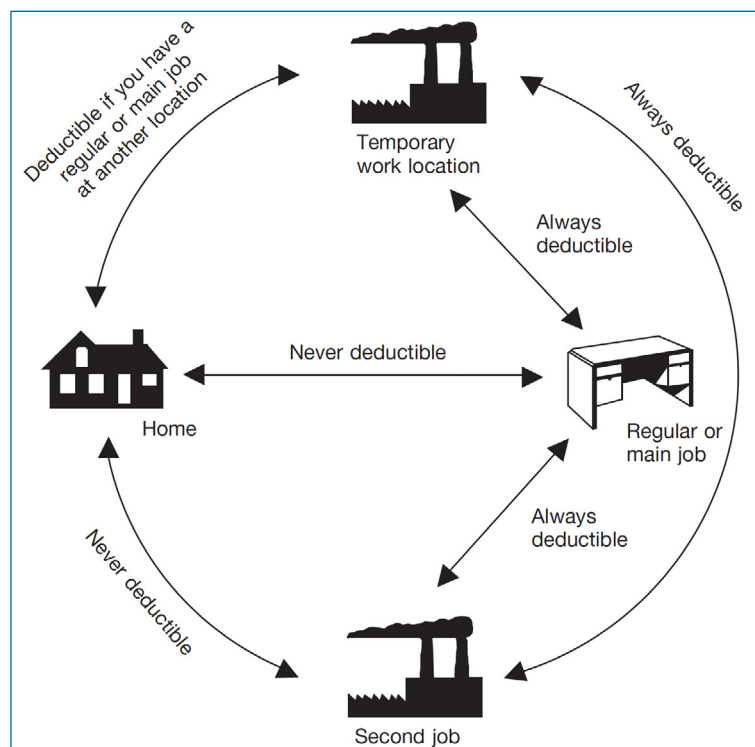 Deductible if you have a
regular or main job
at another location
Temporary
work location
Always deductible
Always
deductible
Never deductible
Home
Regular or
main job
Always
deductible
Never deductible
Second job